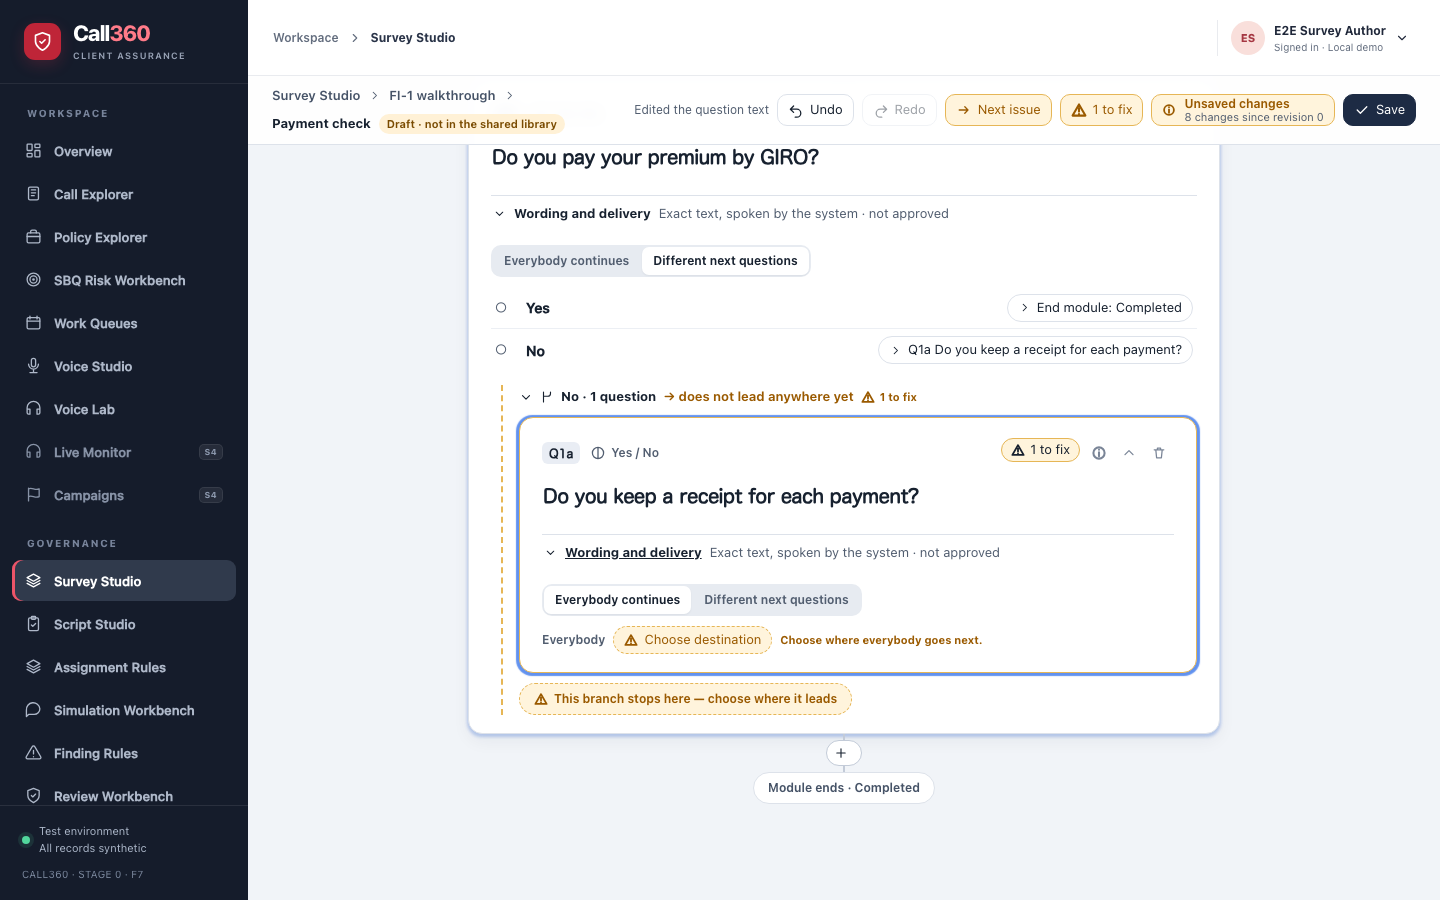 Call360
CLIENT ASSURANCE
WORKSPACE
Overview
Call Explorer
Policy Explorer
SBQ Risk Workbench
Work Queues
Voice Studio
Voice Lab
Live Monitor S4
Campaigns S4
GOVERNANCE
Survey Studio
Script Studio
Assignment Rules
Simulation Workbench
Finding Rules
Review Workbench
Test environment
All records synthetic
CALL360 · STAGE 0 · F7
Workspace > Survey Studio
ES
E2E Survey Author
Signed in · Local demo
Survey Studio > FI-1 walkthrough >
Payment check Draft · not in the shared library
Edited the question text
Undo
Redo
Next issue
1 to fix
Unsaved changes
8 changes since revision 0
Save
Do you pay your premium by GIRO?
Wording and delivery Exact text, spoken by the system · not approved
Everybody continues Different next questions
Yes End module: Completed
No Q1a Do you keep a receipt for each payment?
No · 1 question → does not lead anywhere yet 1 to fix
Q1a Yes / No 1 to fix
Do you keep a receipt for each payment?
Wording and delivery Exact text, spoken by the system · not approved
Everybody continues Different next questions
Everybody Choose destination Choose where everybody goes next.
This branch stops here — choose where it leads
+
Module ends · Completed